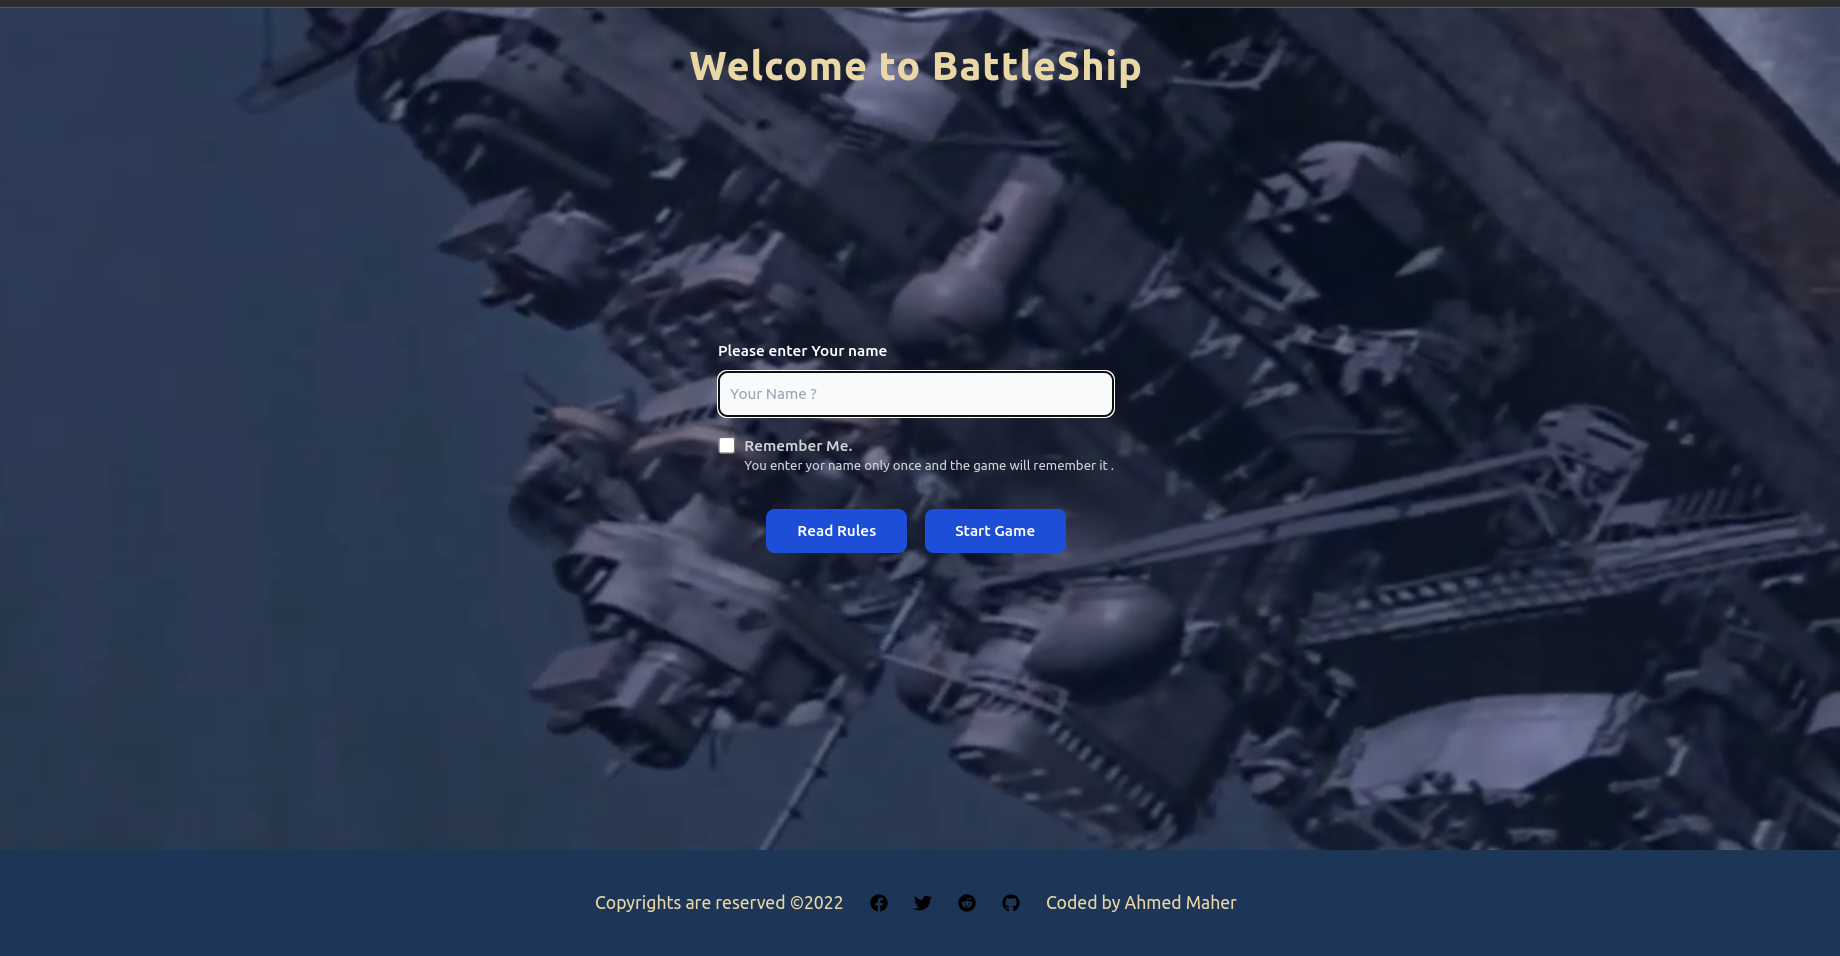 Welcome to BattleShip
Please enter Your name
Your Name ?
Remember Me.
You enter yor name only once and the game will remember it .
Read Rules
Start Game
Copyrights are reserved ©2022
Coded by Ahmed Maher